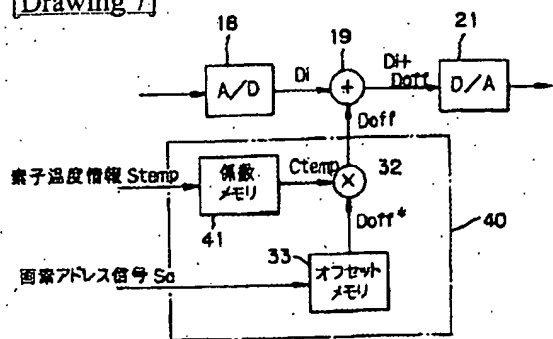 [Drawing 7]
18
19
21
A/D
Di
+
Di+
Doff
D/A
Doff
素子温度情報 Stemp
係数
メモリ
41
Ctemp
×
32
Doff*
40
画素アドレス信号 Sa
33
オフセット
メモリ